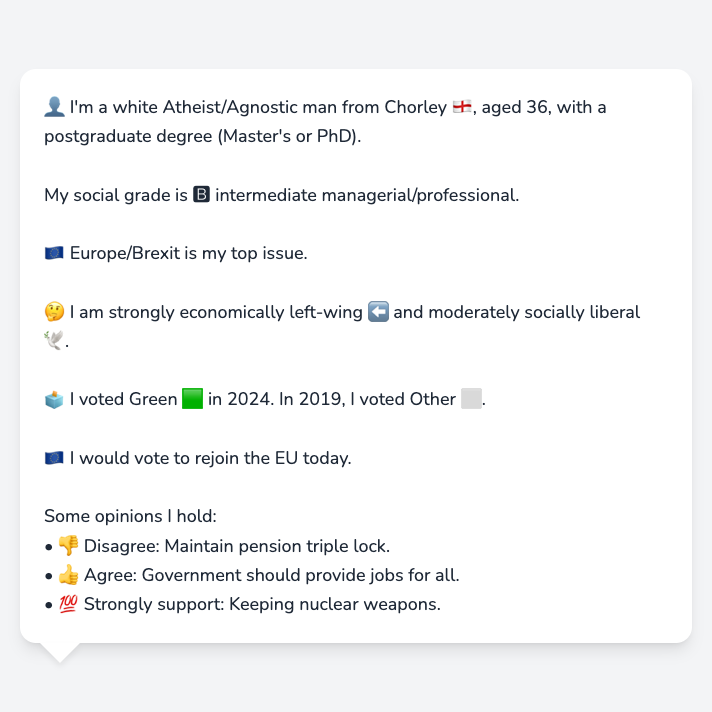 👤 I'm a white Atheist/Agnostic man from Chorley 🏴󠁧󠁢󠁥󠁮󠁧󠁿, aged 36, with a
postgraduate degree (Master's or PhD).
My social grade is 🅱 intermediate managerial/professional.
🇪🇺 Europe/Brexit is my top issue.
🤔 I am strongly economically left-wing ⬅️ and moderately socially liberal
🕊️.
🗳️ I voted Green 🟩 in 2024. In 2019, I voted Other ⬜.
🇪🇺 I would vote to rejoin the EU today.
Some opinions I hold:
• 👎 Disagree: Maintain pension triple lock.
• 👍 Agree: Government should provide jobs for all.
• 💯 Strongly support: Keeping nuclear weapons.